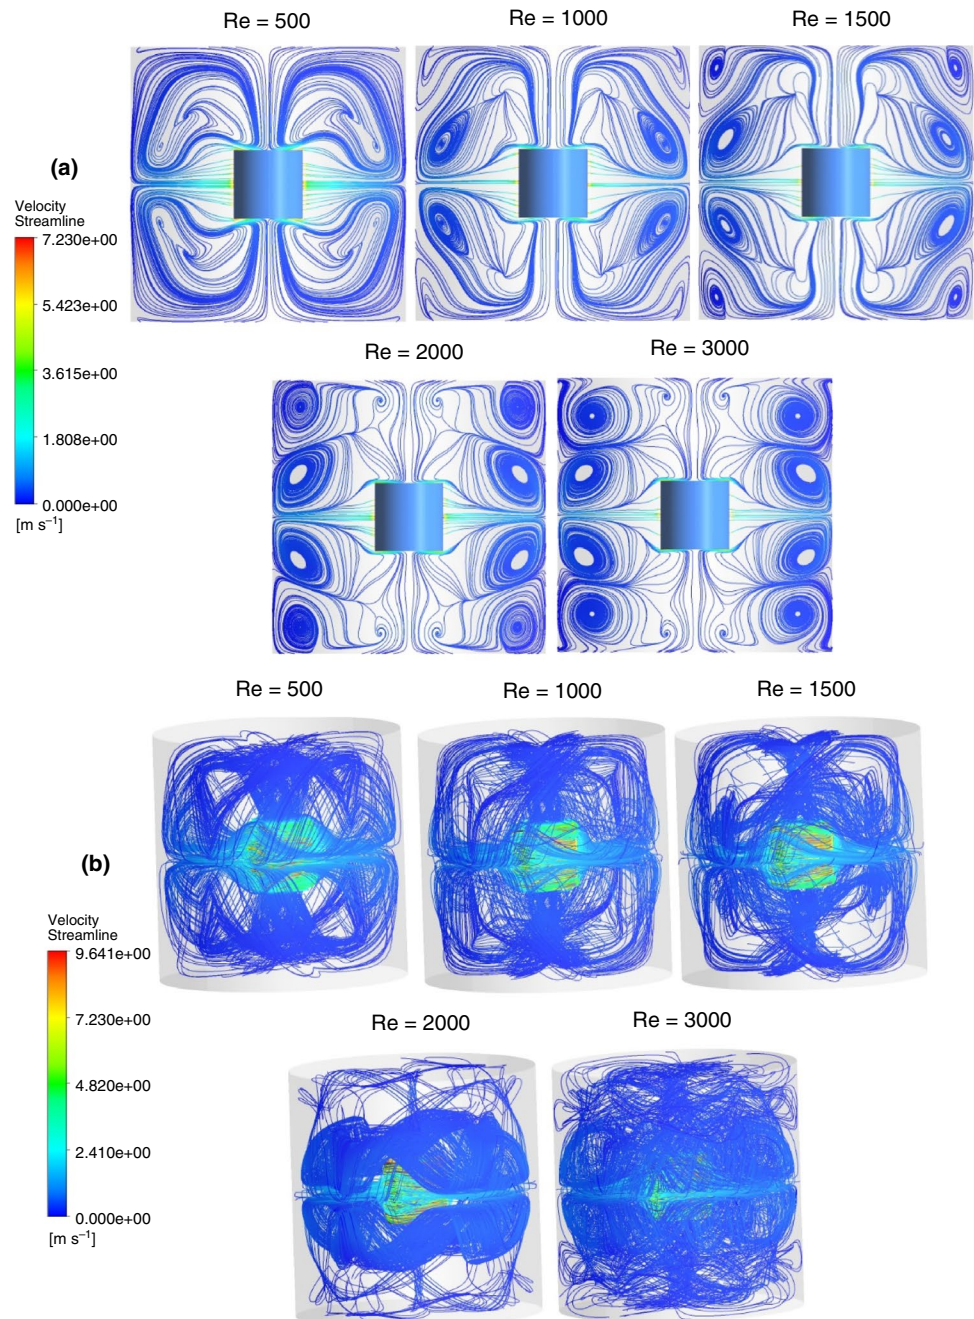 Re = 500
Re = 1000
Re = 1500
(a)
Velocity
Streamline
7.230e+00
5.423e+00
3.615e+00
1.808e+00
0.000e+00
[m s⁻¹]
Re = 2000
Re = 3000
Re = 500
Re = 1000
Re = 1500
(b)
Velocity
Streamline
9.641e+00
7.230e+00
4.820e+00
2.410e+00
0.000e+00
[m s⁻¹]
Re = 2000
Re = 3000